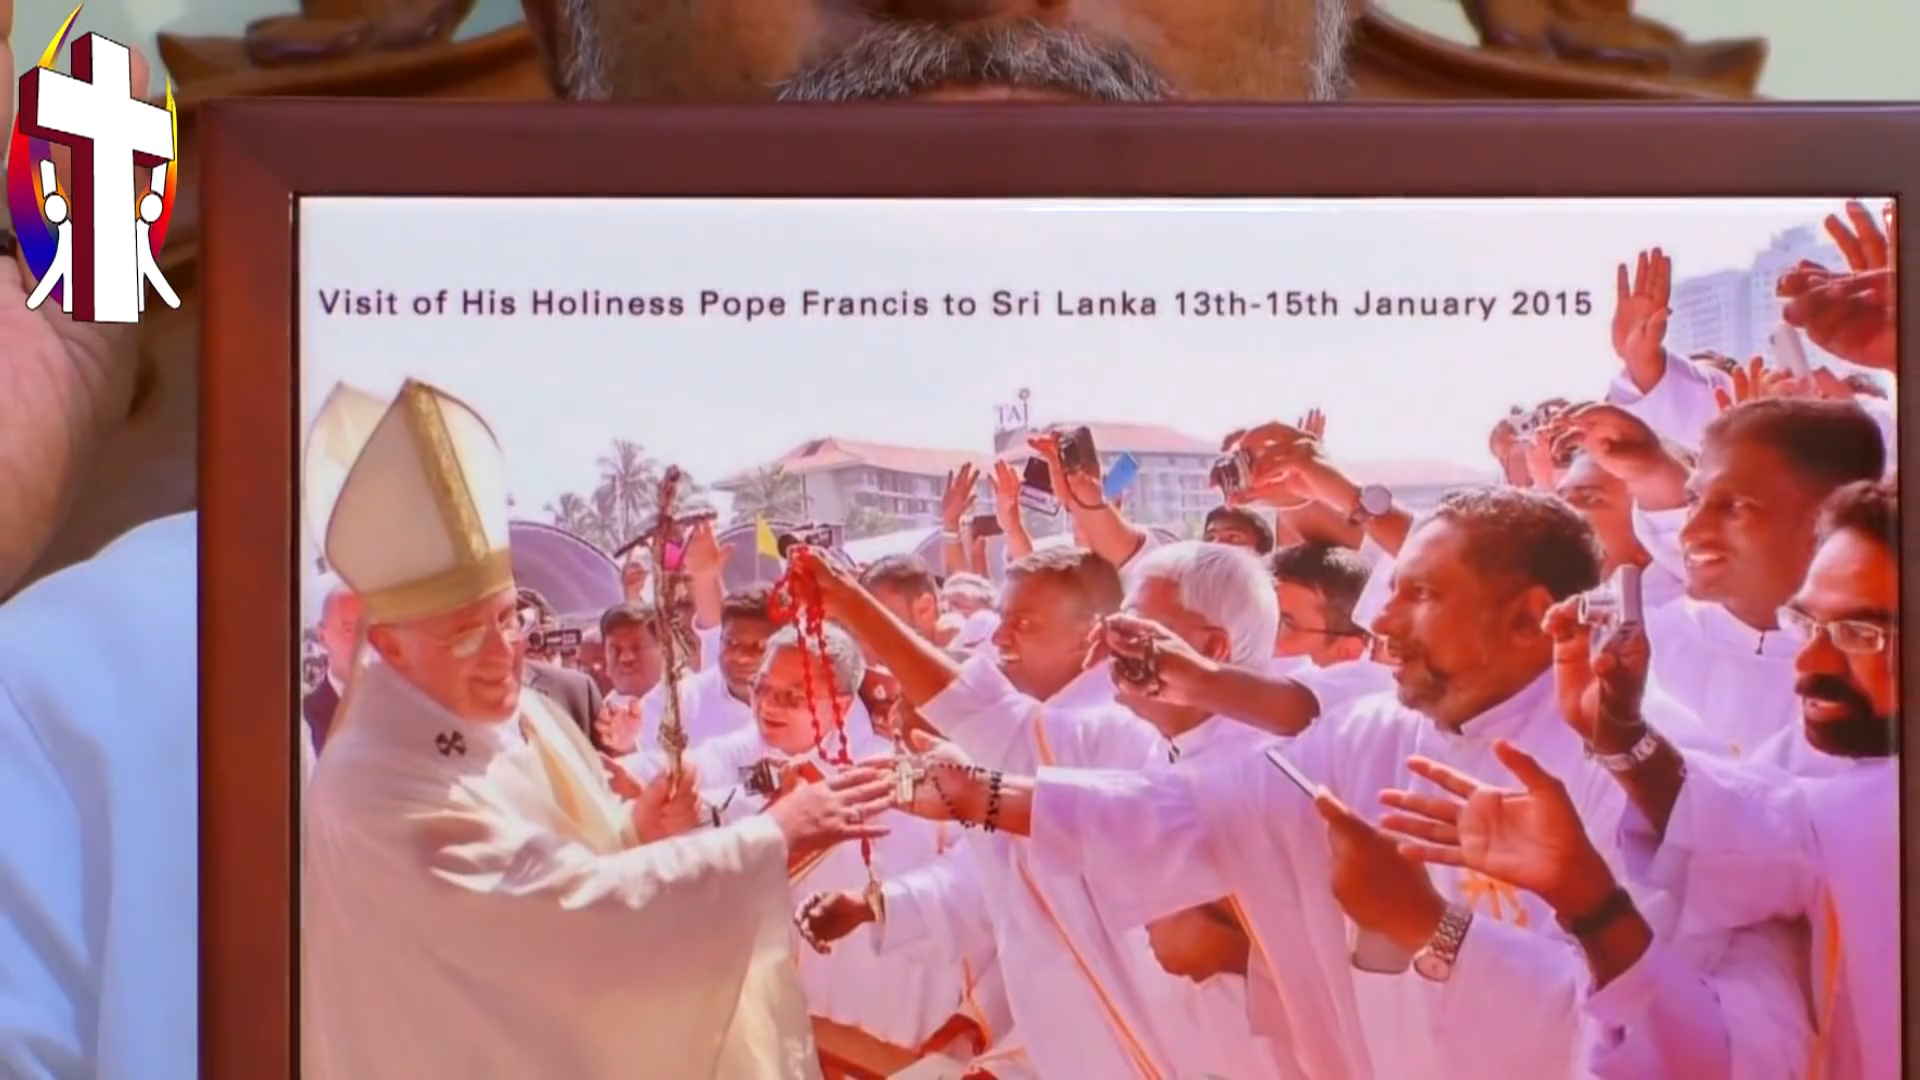 Visit of His Holiness Pope Francis to Sri Lanka 13th-15th January 2015
TAJ